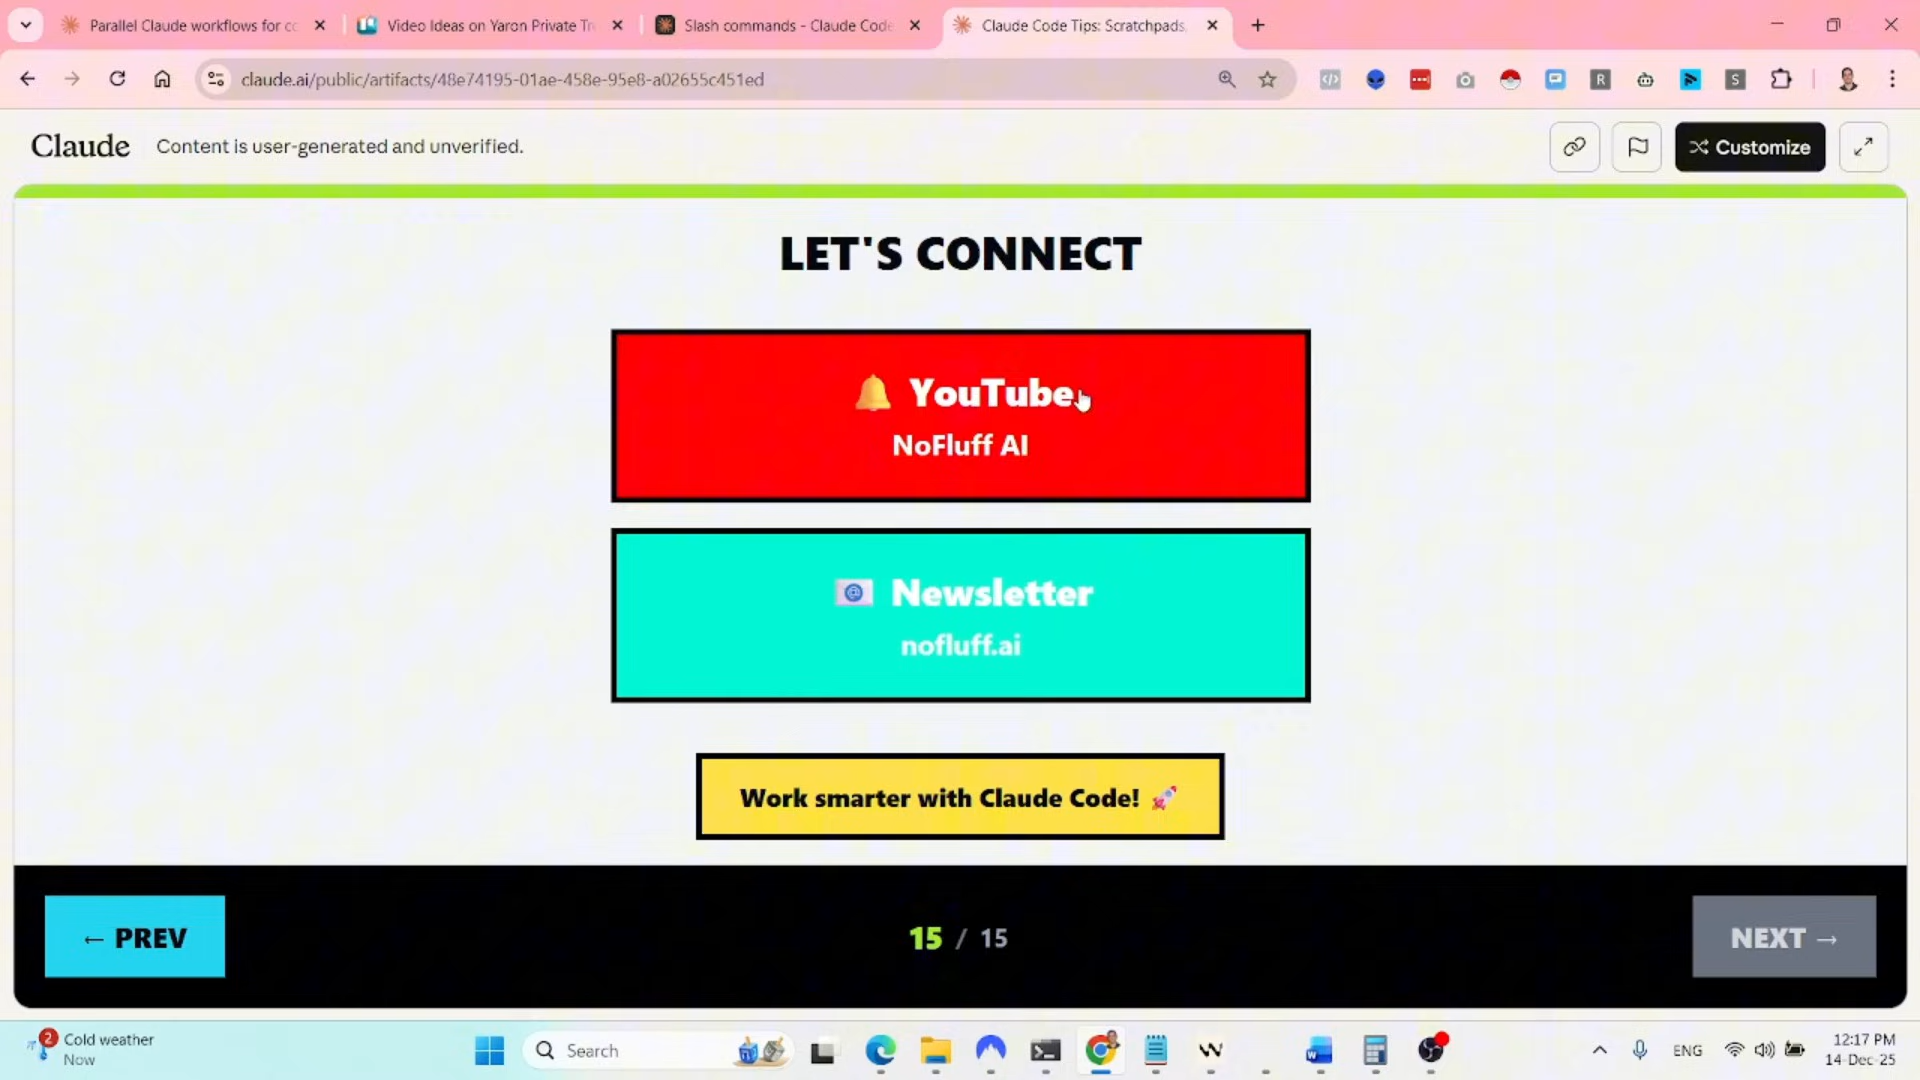 Parallel Claude workflows for co
Video Ideas on Yaron Private Tr
Slash commands - Claude Code
Claude Code Tips: Scratchpads,
claude.ai/public/artifacts/48e74195-01ae-458e-95e8-a02655c451ed
Claude
Content is user-generated and unverified.
Customize
LET'S CONNECT
YouTube
NoFluff AI
Newsletter
nofluff.ai
Work smarter with Claude Code!
← PREV
15 / 15
NEXT →
2
Cold weather
Now
Search
ENG
12:17 PM
14-Dec-25